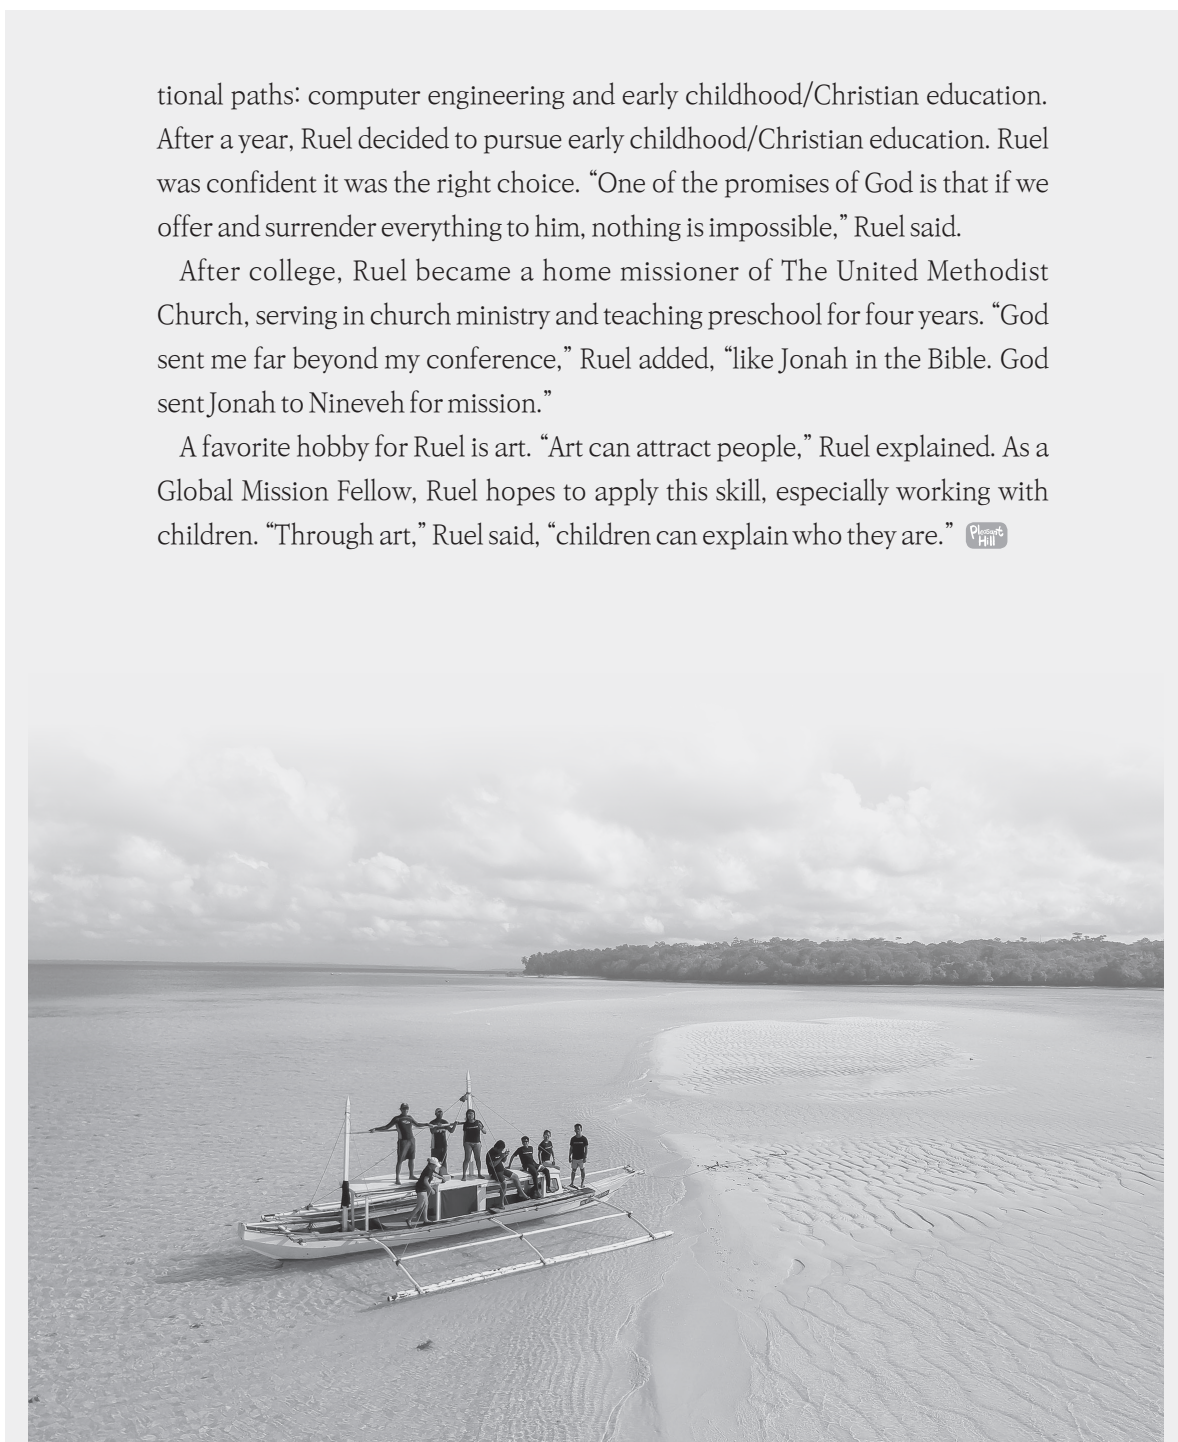 tional paths: computer engineering and early childhood/Christian education.
After a year, Ruel decided to pursue early childhood/Christian education. Ruel
was confident it was the right choice. “One of the promises of God is that if we
offer and surrender everything to him, nothing is impossible,” Ruel said.
After college, Ruel became a home missioner of The United Methodist
Church, serving in church ministry and teaching preschool for four years. “God
sent me far beyond my conference,” Ruel added, “like Jonah in the Bible. God
sent Jonah to Nineveh for mission.”
A favorite hobby for Ruel is art. “Art can attract people,” Ruel explained. As a
Global Mission Fellow, Ruel hopes to apply this skill, especially working with
children. “Through art,” Ruel said, “children can explain who they are.” Pleasant
Hill